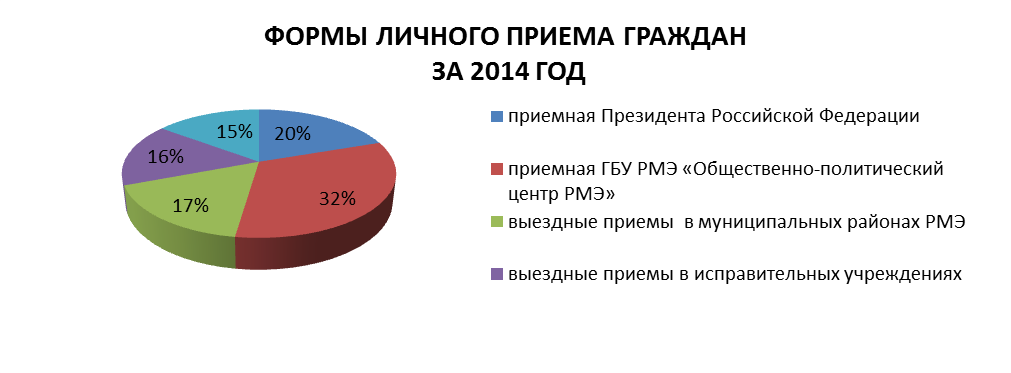 ФОРМЫ ЛИЧНОГО ПРИЕМА ГРАЖДАН
ЗА 2014 ГОД
15%
20%
16%
32%
17%
приемная Президента Российской Федерации
приемная ГБУ РМЭ «Общественно-политический
центр РМЭ»
выездные приемы в муниципальных районах РМЭ
выездные приемы в исправительных учреждениях